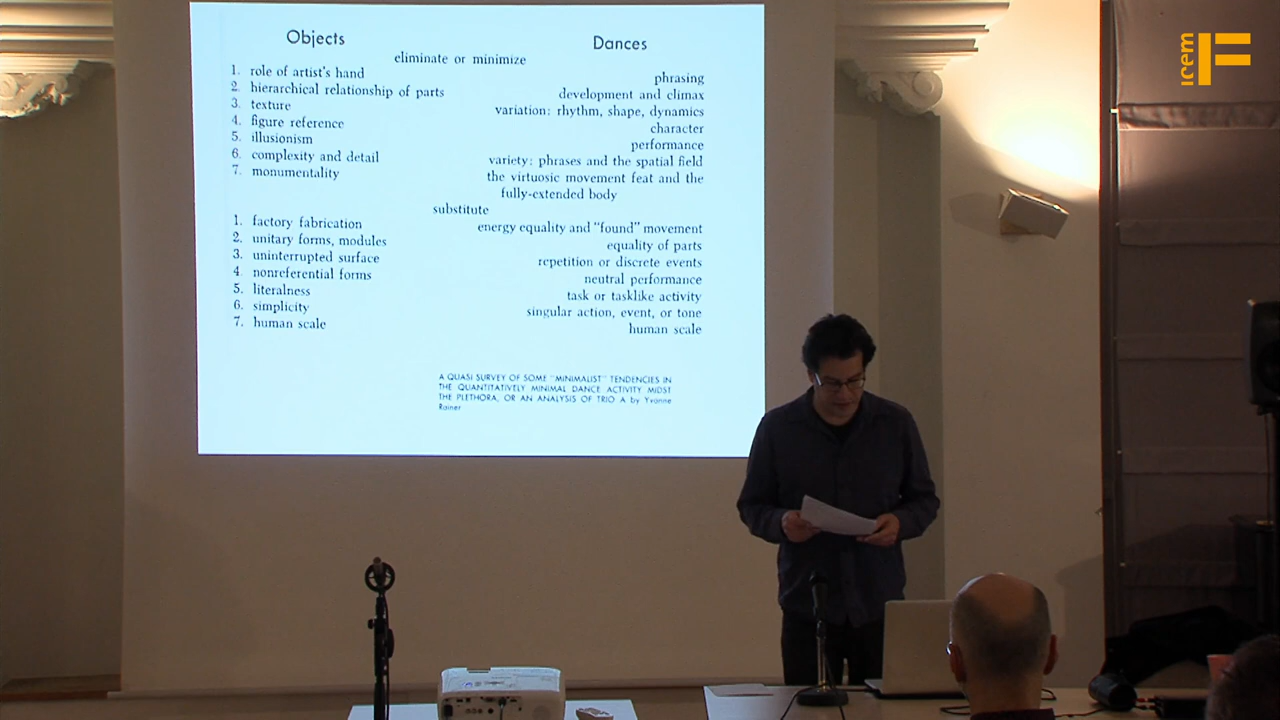 Objects
Dances
eliminate or minimize
1. role of artist's hand
phrasing
2. hierarchical relationship of parts
development and climax
3. texture
variation: rhythm, shape, dynamics
4. figure reference
character
5. illusionism
performance
6. complexity and detail
variety: phrases and the spatial field
7. monumentality
the virtuosic movement feat and the
fully-extended body
substitute
1. factory fabrication
energy equality and "found" movement
2. unitary forms, modules
equality of parts
3. uninterrupted surface
repetition or discrete events
4. nonreferential forms
neutral performance
5. literalness
task or tasklike activity
6. simplicity
singular action, event, or tone
7. human scale
human scale
A QUASI SURVEY OF SOME "MINIMALIST" TENDENCIES IN
THE QUANTITATIVELY MINIMAL DANCE ACTIVITY MIDST
THE PLETHORA, OR AN ANALYSIS OF TRIO A by Yvonne
Rainer
icem F